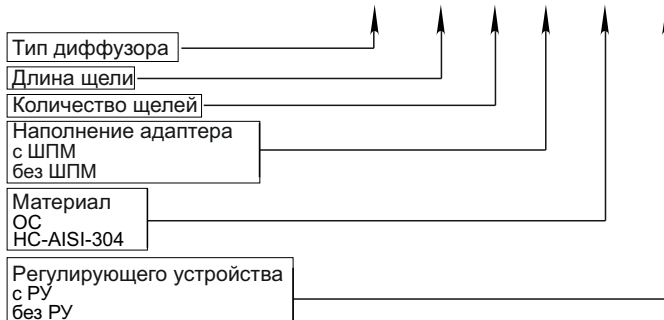 Тип диффузора
Длина щели
Количество щелей
Наполнение адаптера
с ШПМ
без ШПМ
Материал
ОС
НС-AISI-304
Регулирующего устройства
с РУ
без РУ